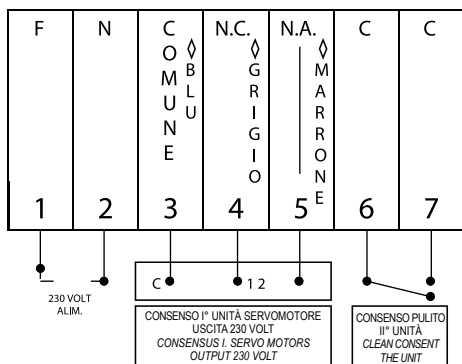 F N C N.C. N.A. C C
COMUNE
◊BLU
◊GRIGIO
◊MARRONE
1 2 3 4 5 6 7
230 VOLT
ALIM.
C 1 2
CONSENSO I° UNITÀ SERVOMOTORE
USCITA 230 VOLT
CONSENSUS I. SERVO MOTORS
OUTPUT 230 VOLT
CONSENSO PULITO
II° UNITÀ
CLEAN CONSENT
THE UNIT